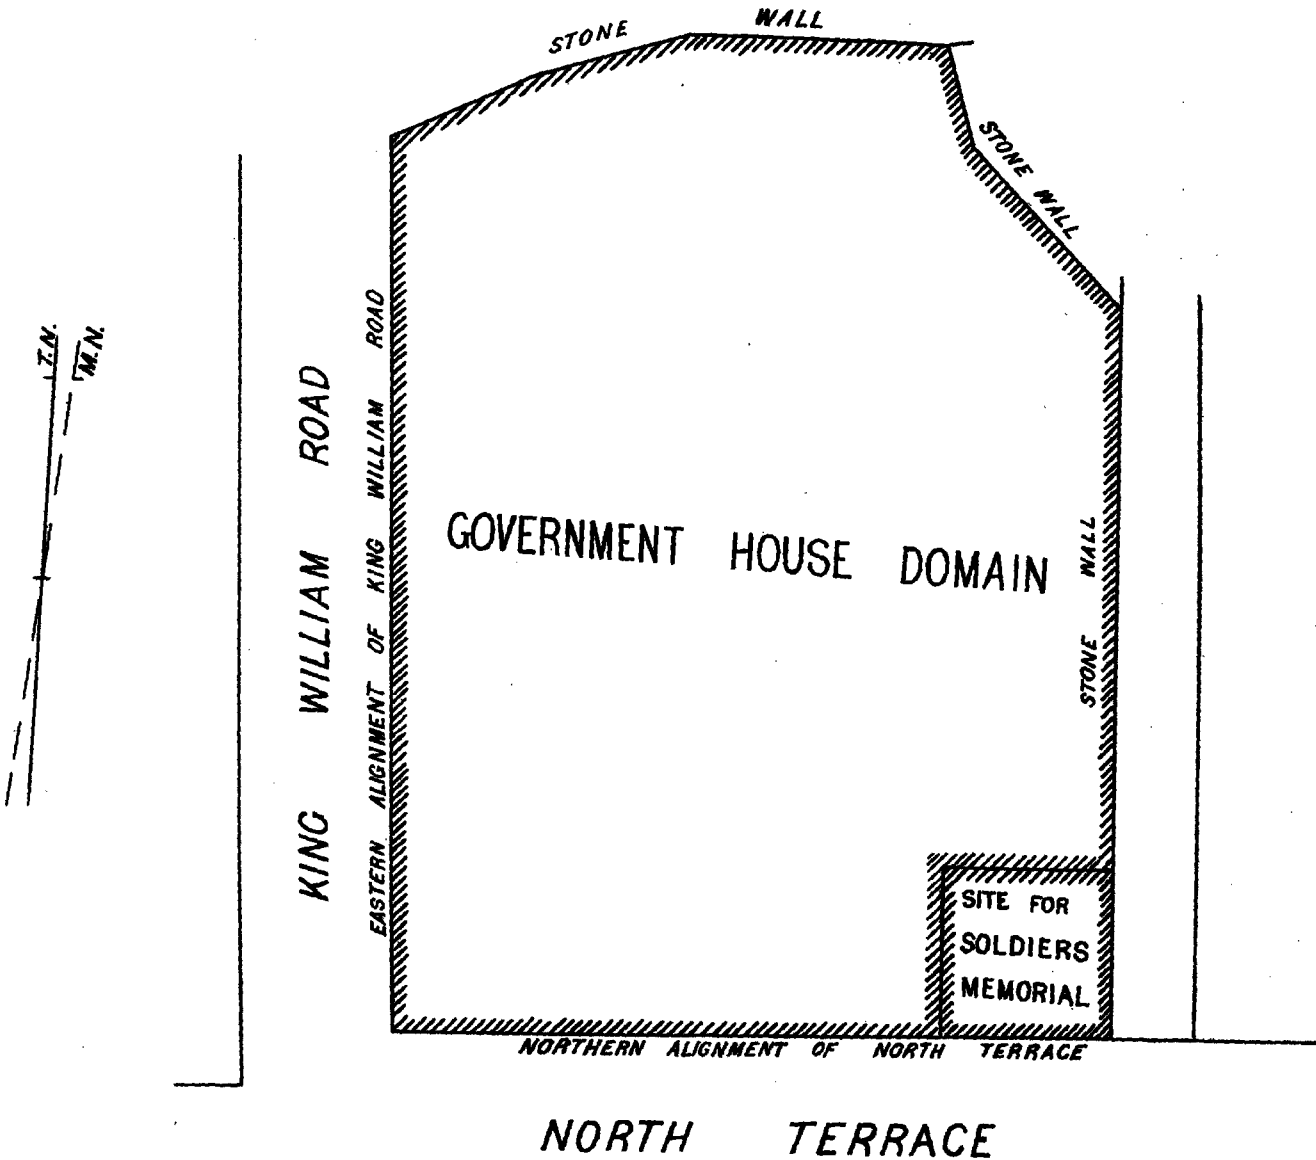 STONE WALL
STONE WALL
T.N.
M.N.
KING WILLIAM ROAD
EASTERN ALIGNMENT OF KING WILLIAM ROAD
GOVERNMENT HOUSE DOMAIN
STONE WALL
SITE FOR
SOLDIERS
MEMORIAL
NORTHERN ALIGNMENT OF NORTH TERRACE
NORTH TERRACE